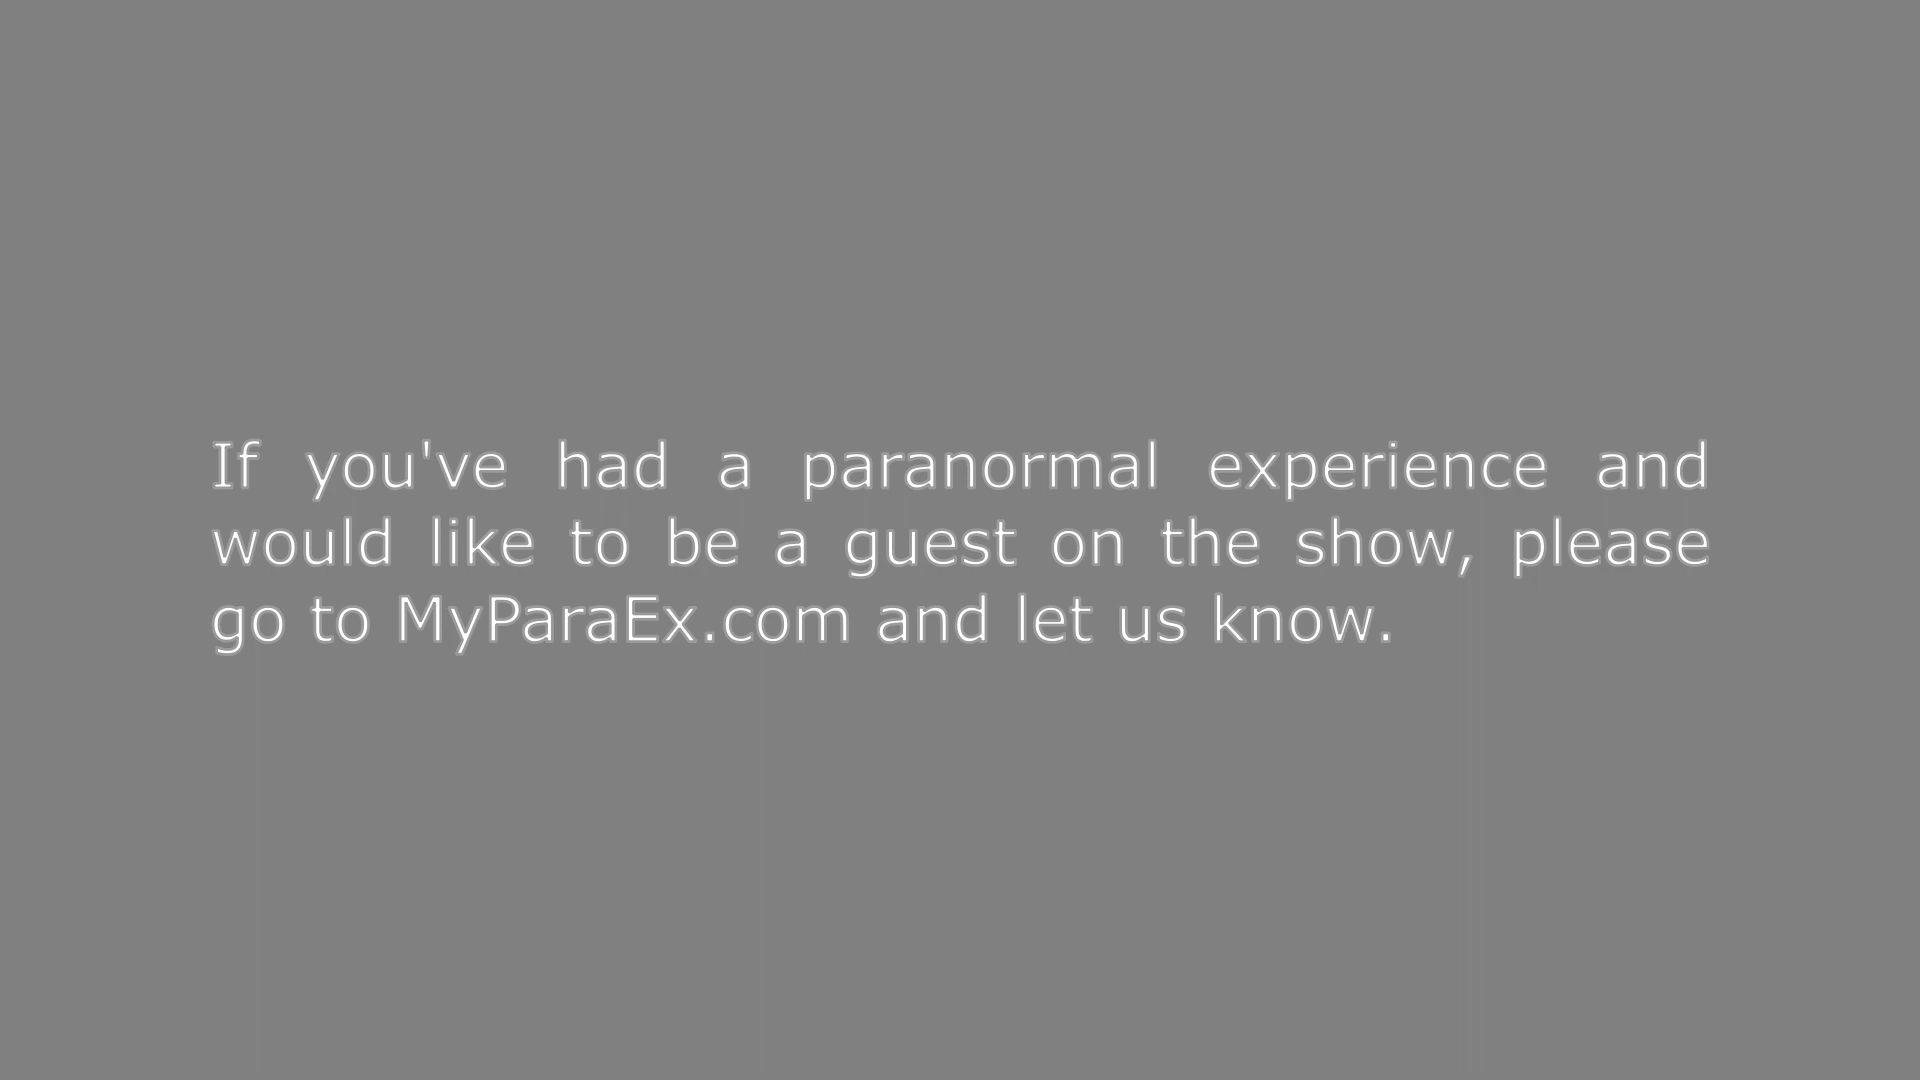 If you've had a paranormal experience and
would like to be a guest on the show, please
go to MyParaEx.com and let us know.